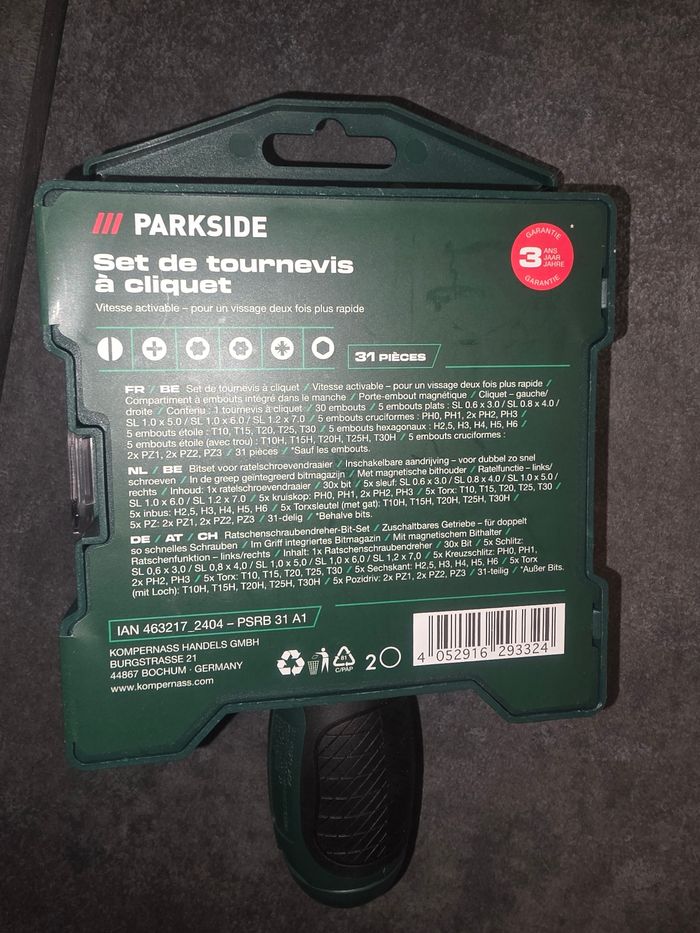 PARKSIDE
GARANTIE
3 ANS
JAAR
JAHRE
GARANTIE
*
Set de tournevis
à cliquet
Vitesse activable – pour un vissage deux fois plus rapide
31 PIÈCES
FR / BE Set de tournevis à cliquet / Vitesse activable – pour un vissage deux fois plus rapide /
Compartiment à embouts intégré dans le manche / Porte-embout magnétique / Cliquet – gauche/
droite / Contenu : 1 tournevis à cliquet / 30 embouts / 5 embouts plats : SL 0.6 x 3.0 / SL 0.8 x 4.0 /
SL 1.0 x 5.0 / SL 1.0 x 6.0 / SL 1.2 x 7.0 / 5 embouts cruciformes : PH0, PH1, 2x PH2, PH3 /
5 embouts étoile : T10, T15, T20, T25, T30 / 5 embouts hexagonaux : H2,5, H3, H4, H5, H6 /
5 embouts étoile (avec trou) : T10H, T15H, T20H, T25H, T30H / 5 embouts cruciformes :
2x PZ1, 2x PZ2, PZ3 / 31 pièces / *Sauf les embouts.
NL / BE Bitset voor ratelschroevendraaier / Inschakelbare aandrijving – voor dubbel zo snel
schroeven / In de greep geïntegreerd bitmagazijn / Met magnetische bithouder / Ratelfunctie – links/
rechts / Inhoud: 1x ratelschroevendraaier / 30x bit / 5x sleuf: SL 0.6 x 3.0 / SL 0.8 x 4.0 / SL 1.0 x 5.0 /
SL 1.0 x 6.0 / SL 1.2 x 7.0 / 5x kruiskop: PH0, PH1, 2x PH2, PH3 / 5x Torx: T10, T15, T20, T25, T30 /
5x inbus: H2,5, H3, H4, H5, H6 / 5x Torxsleutel (met gat): T10H, T15H, T20H, T25H, T30H /
5x PZ: 2x PZ1, 2x PZ2, PZ3 / 31-delig / *Behalve bits.
DE / AT / CH Ratschenschraubendreher-Bit-Set / Zuschaltbares Getriebe – für doppelt
so schnelles Schrauben / Im Griff integriertes Bitmagazin / Mit magnetischem Bithalter /
Ratschenfunktion – links/rechts / Inhalt: 1x Ratschenschraubendreher / 30x Bit / 5x Schlitz:
SL 0,6 x 3,0 / SL 0,8 x 4,0 / SL 1,0 x 5,0 / SL 1,0 x 6,0 / SL 1,2 x 7,0 / 5x Kreuzschlitz: PH0, PH1,
2x PH2, PH3 / 5x Torx: T10, T15, T20, T25, T30 / 5x Sechskant: H2,5, H3, H4, H5, H6 / 5x Torx
(mit Loch): T10H, T15H, T20H, T25H, T30H / 5x Pozidriv: 2x PZ1, 2x PZ2, PZ3 / 31-teilig / *Außer Bits.
IAN 463217_2404 – PSRB 31 A1
KOMPERNASS HANDELS GMBH
BURGSTRASSE 21
44867 BOCHUM · GERMANY
www.kompernass.com
81
C/PAP
2
4 052916 293324